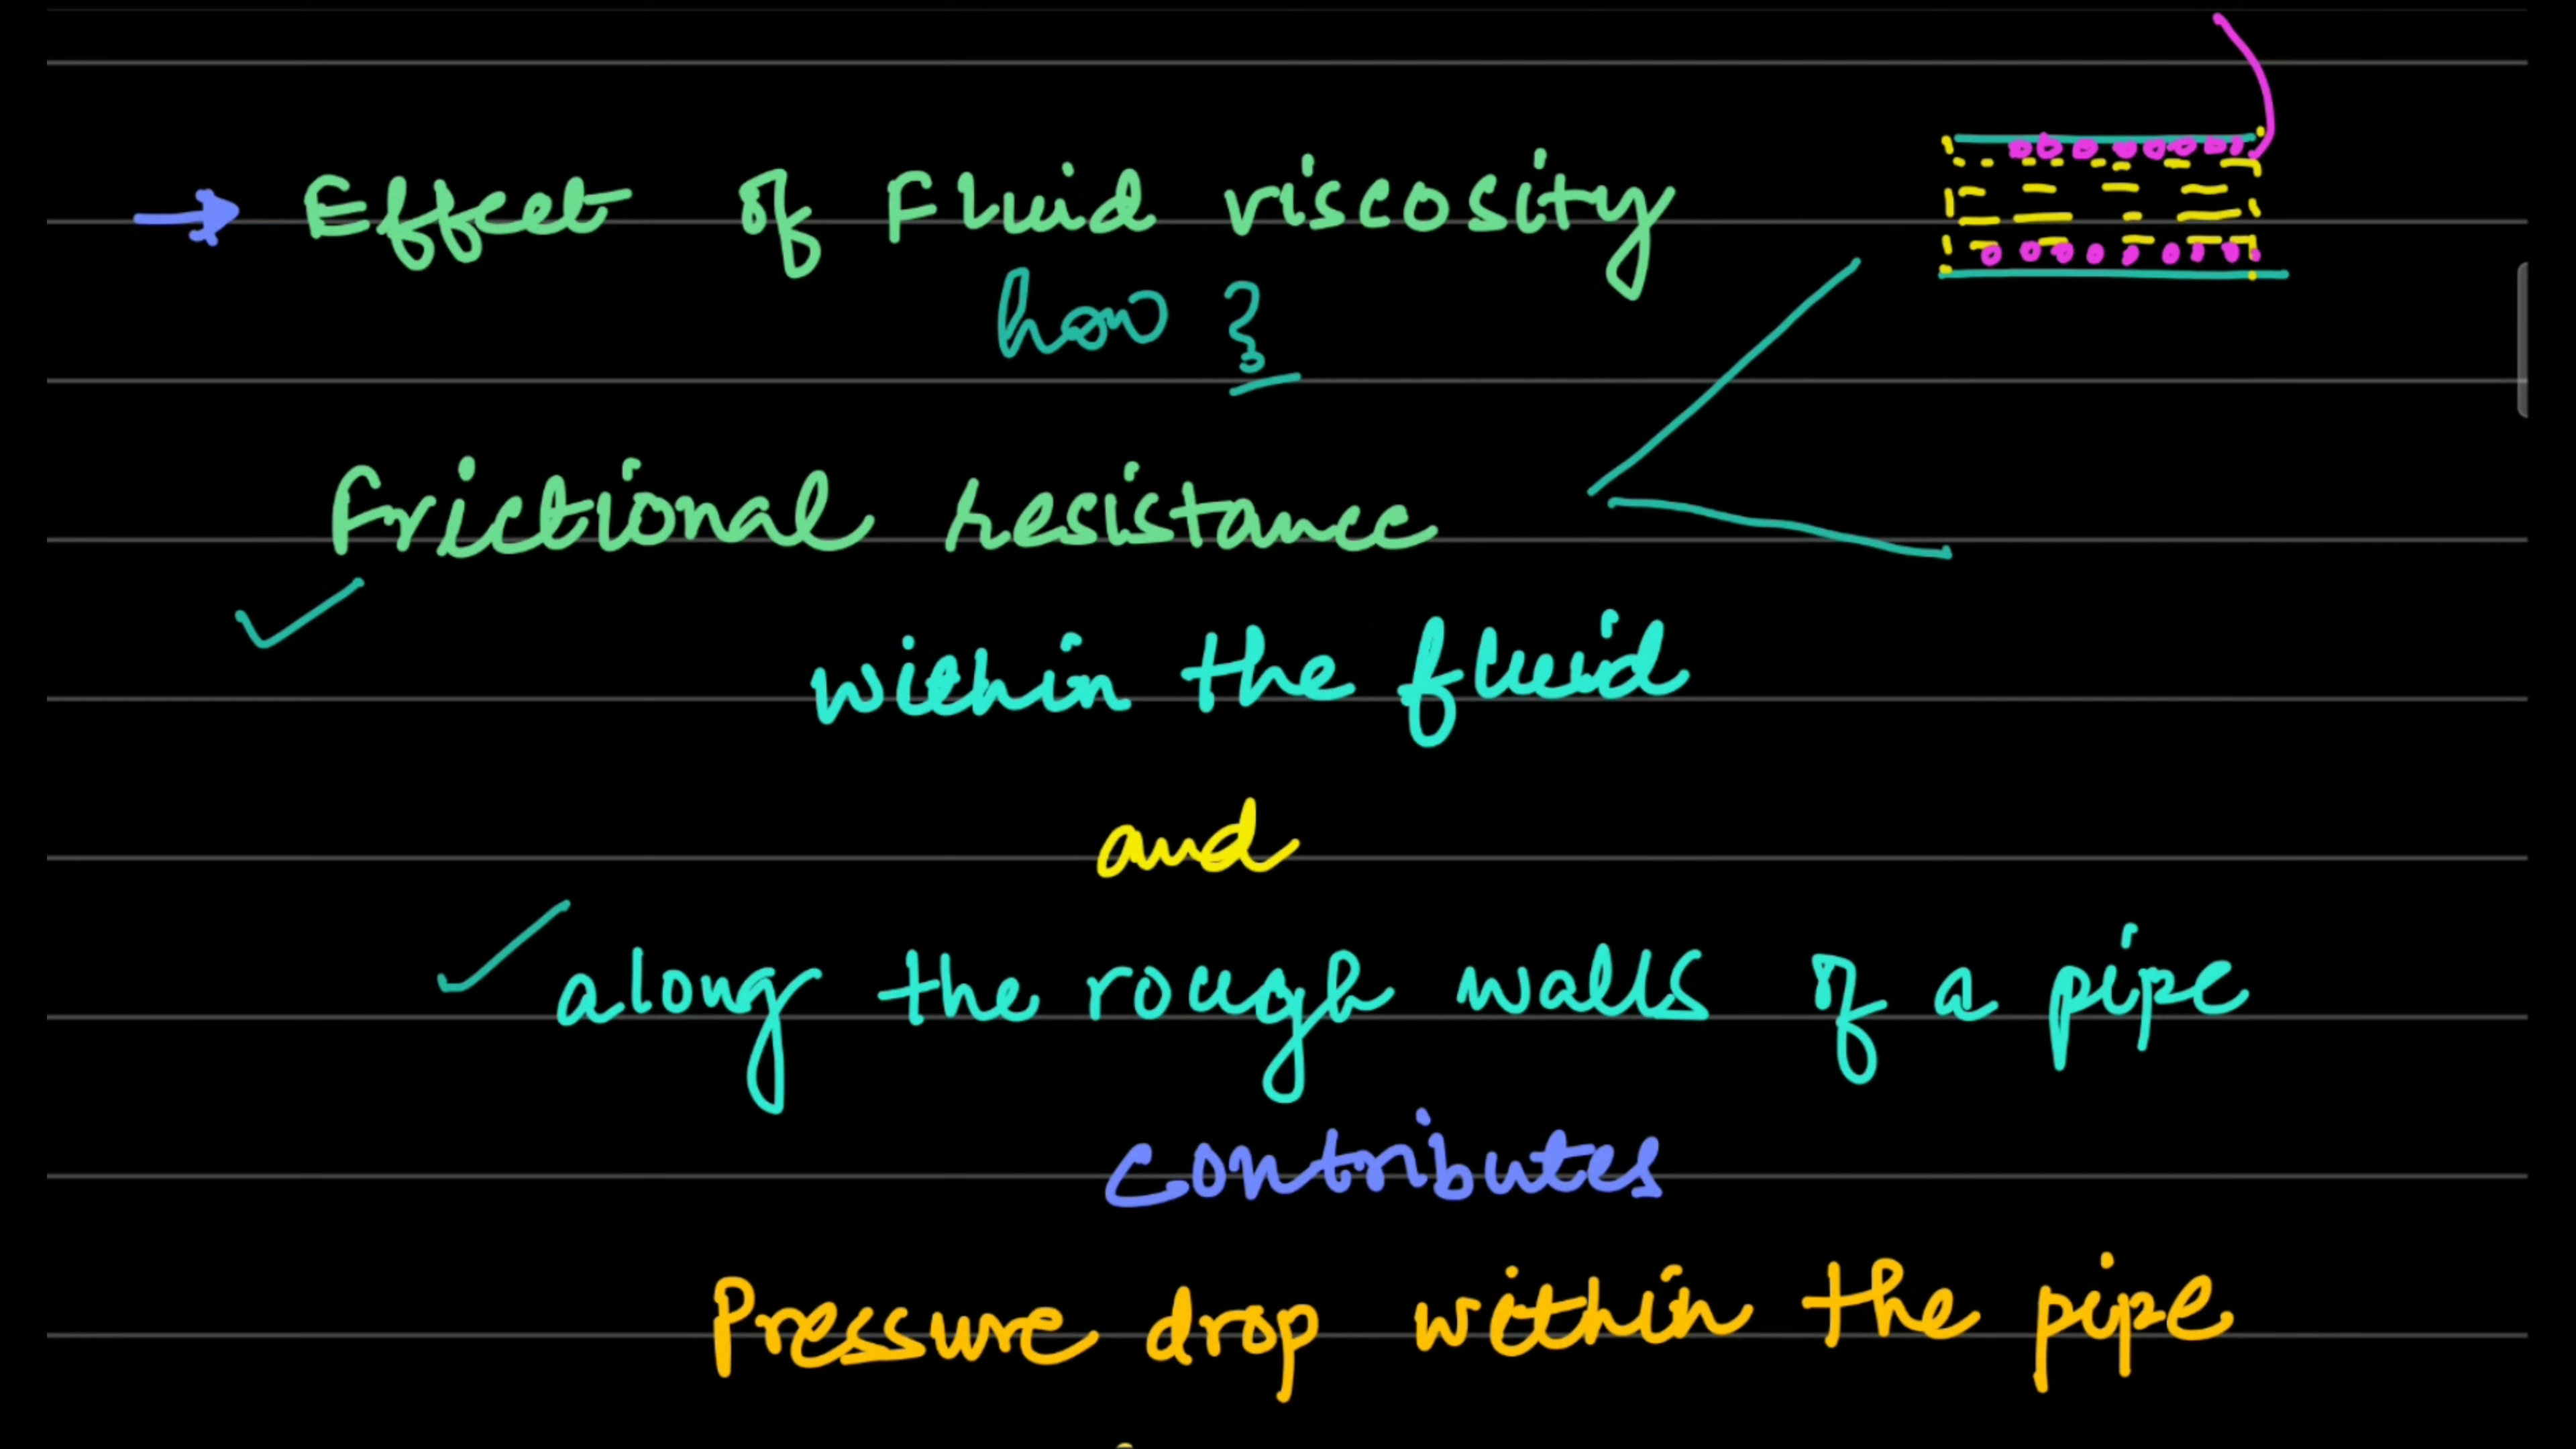 → Effect of Fluid viscosity
how ?
frictional resistance
within the fluid
and
along the rough walls of a pipe
contributes
Pressure drop within the pipe